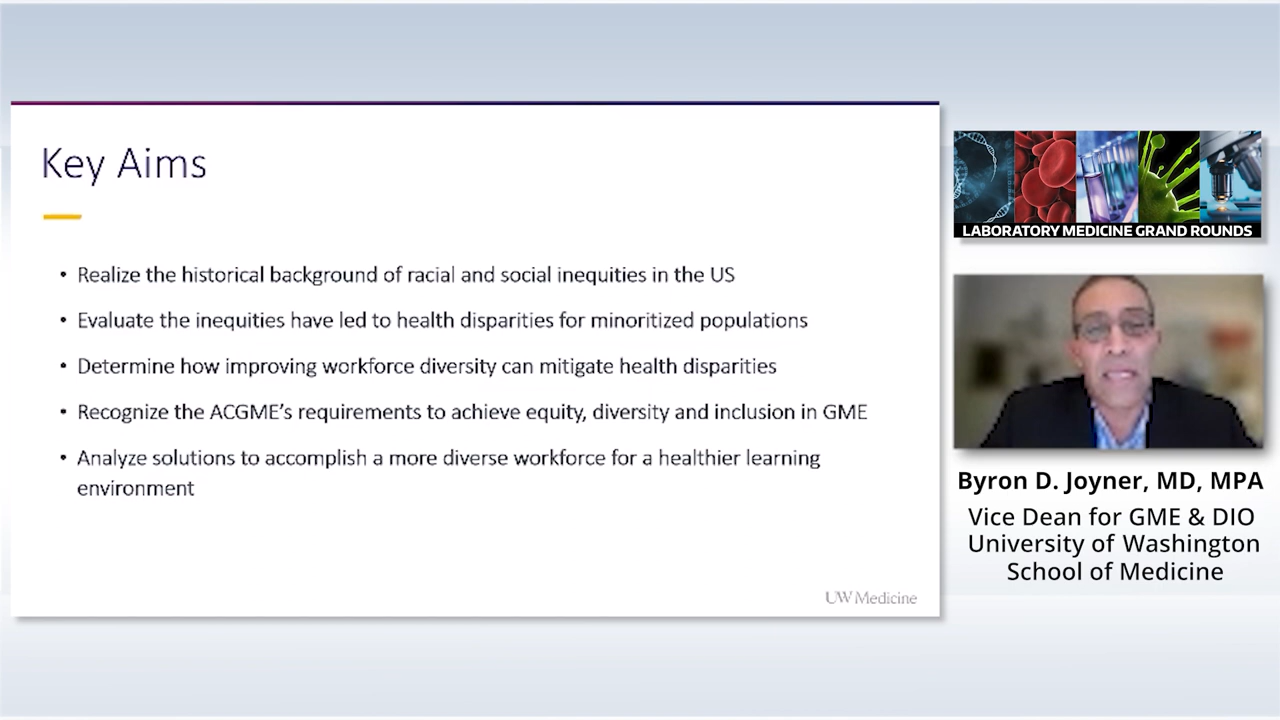 Key Aims
• Realize the historical background of racial and social inequities in the US
• Evaluate the inequities have led to health disparities for minoritized populations
• Determine how improving workforce diversity can mitigate health disparities
• Recognize the ACGME's requirements to achieve equity, diversity and inclusion in GME
• Analyze solutions to accomplish a more diverse workforce for a healthier learning
environment
UW Medicine
LABORATORY MEDICINE GRAND ROUNDS
Byron D. Joyner, MD, MPA
Vice Dean for GME & DIO
University of Washington
School of Medicine